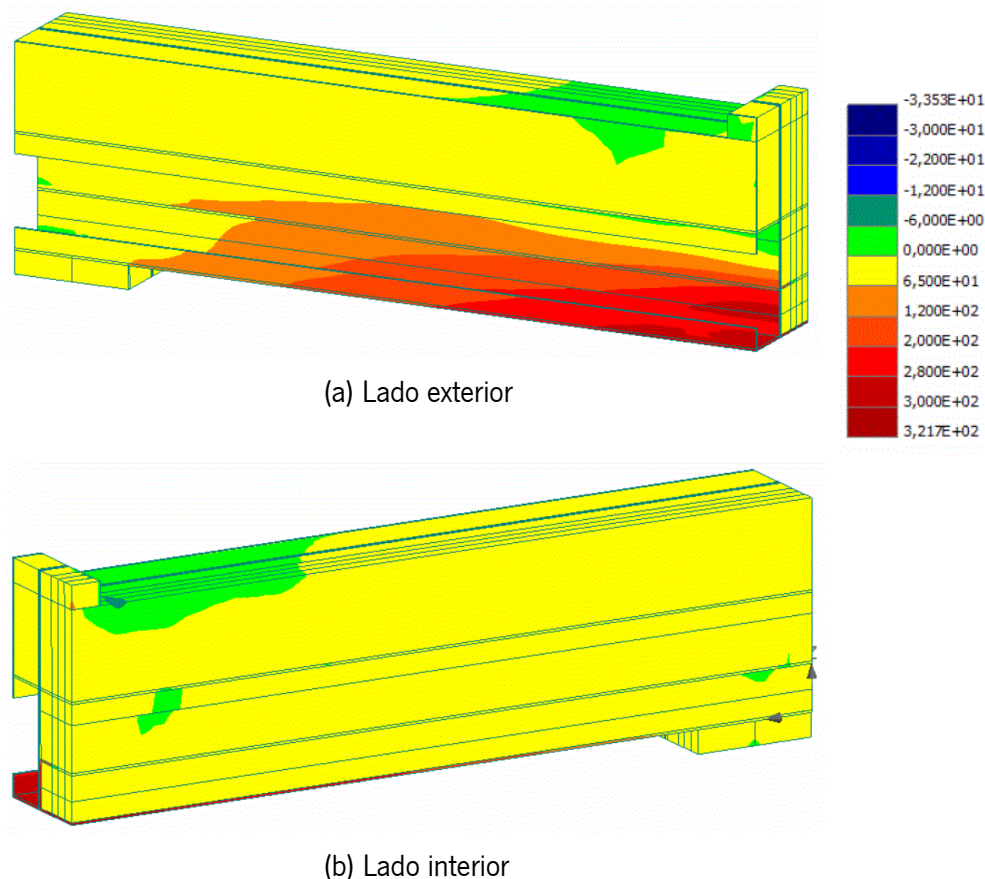 -3,353E+01
-3,000E+01
-2,200E+01
-1,200E+01
-6,000E+00
0,000E+00
6,500E+01
1,200E+02
2,000E+02
2,800E+02
3,000E+02
3,217E+02
(a) Lado exterior
(b) Lado interior